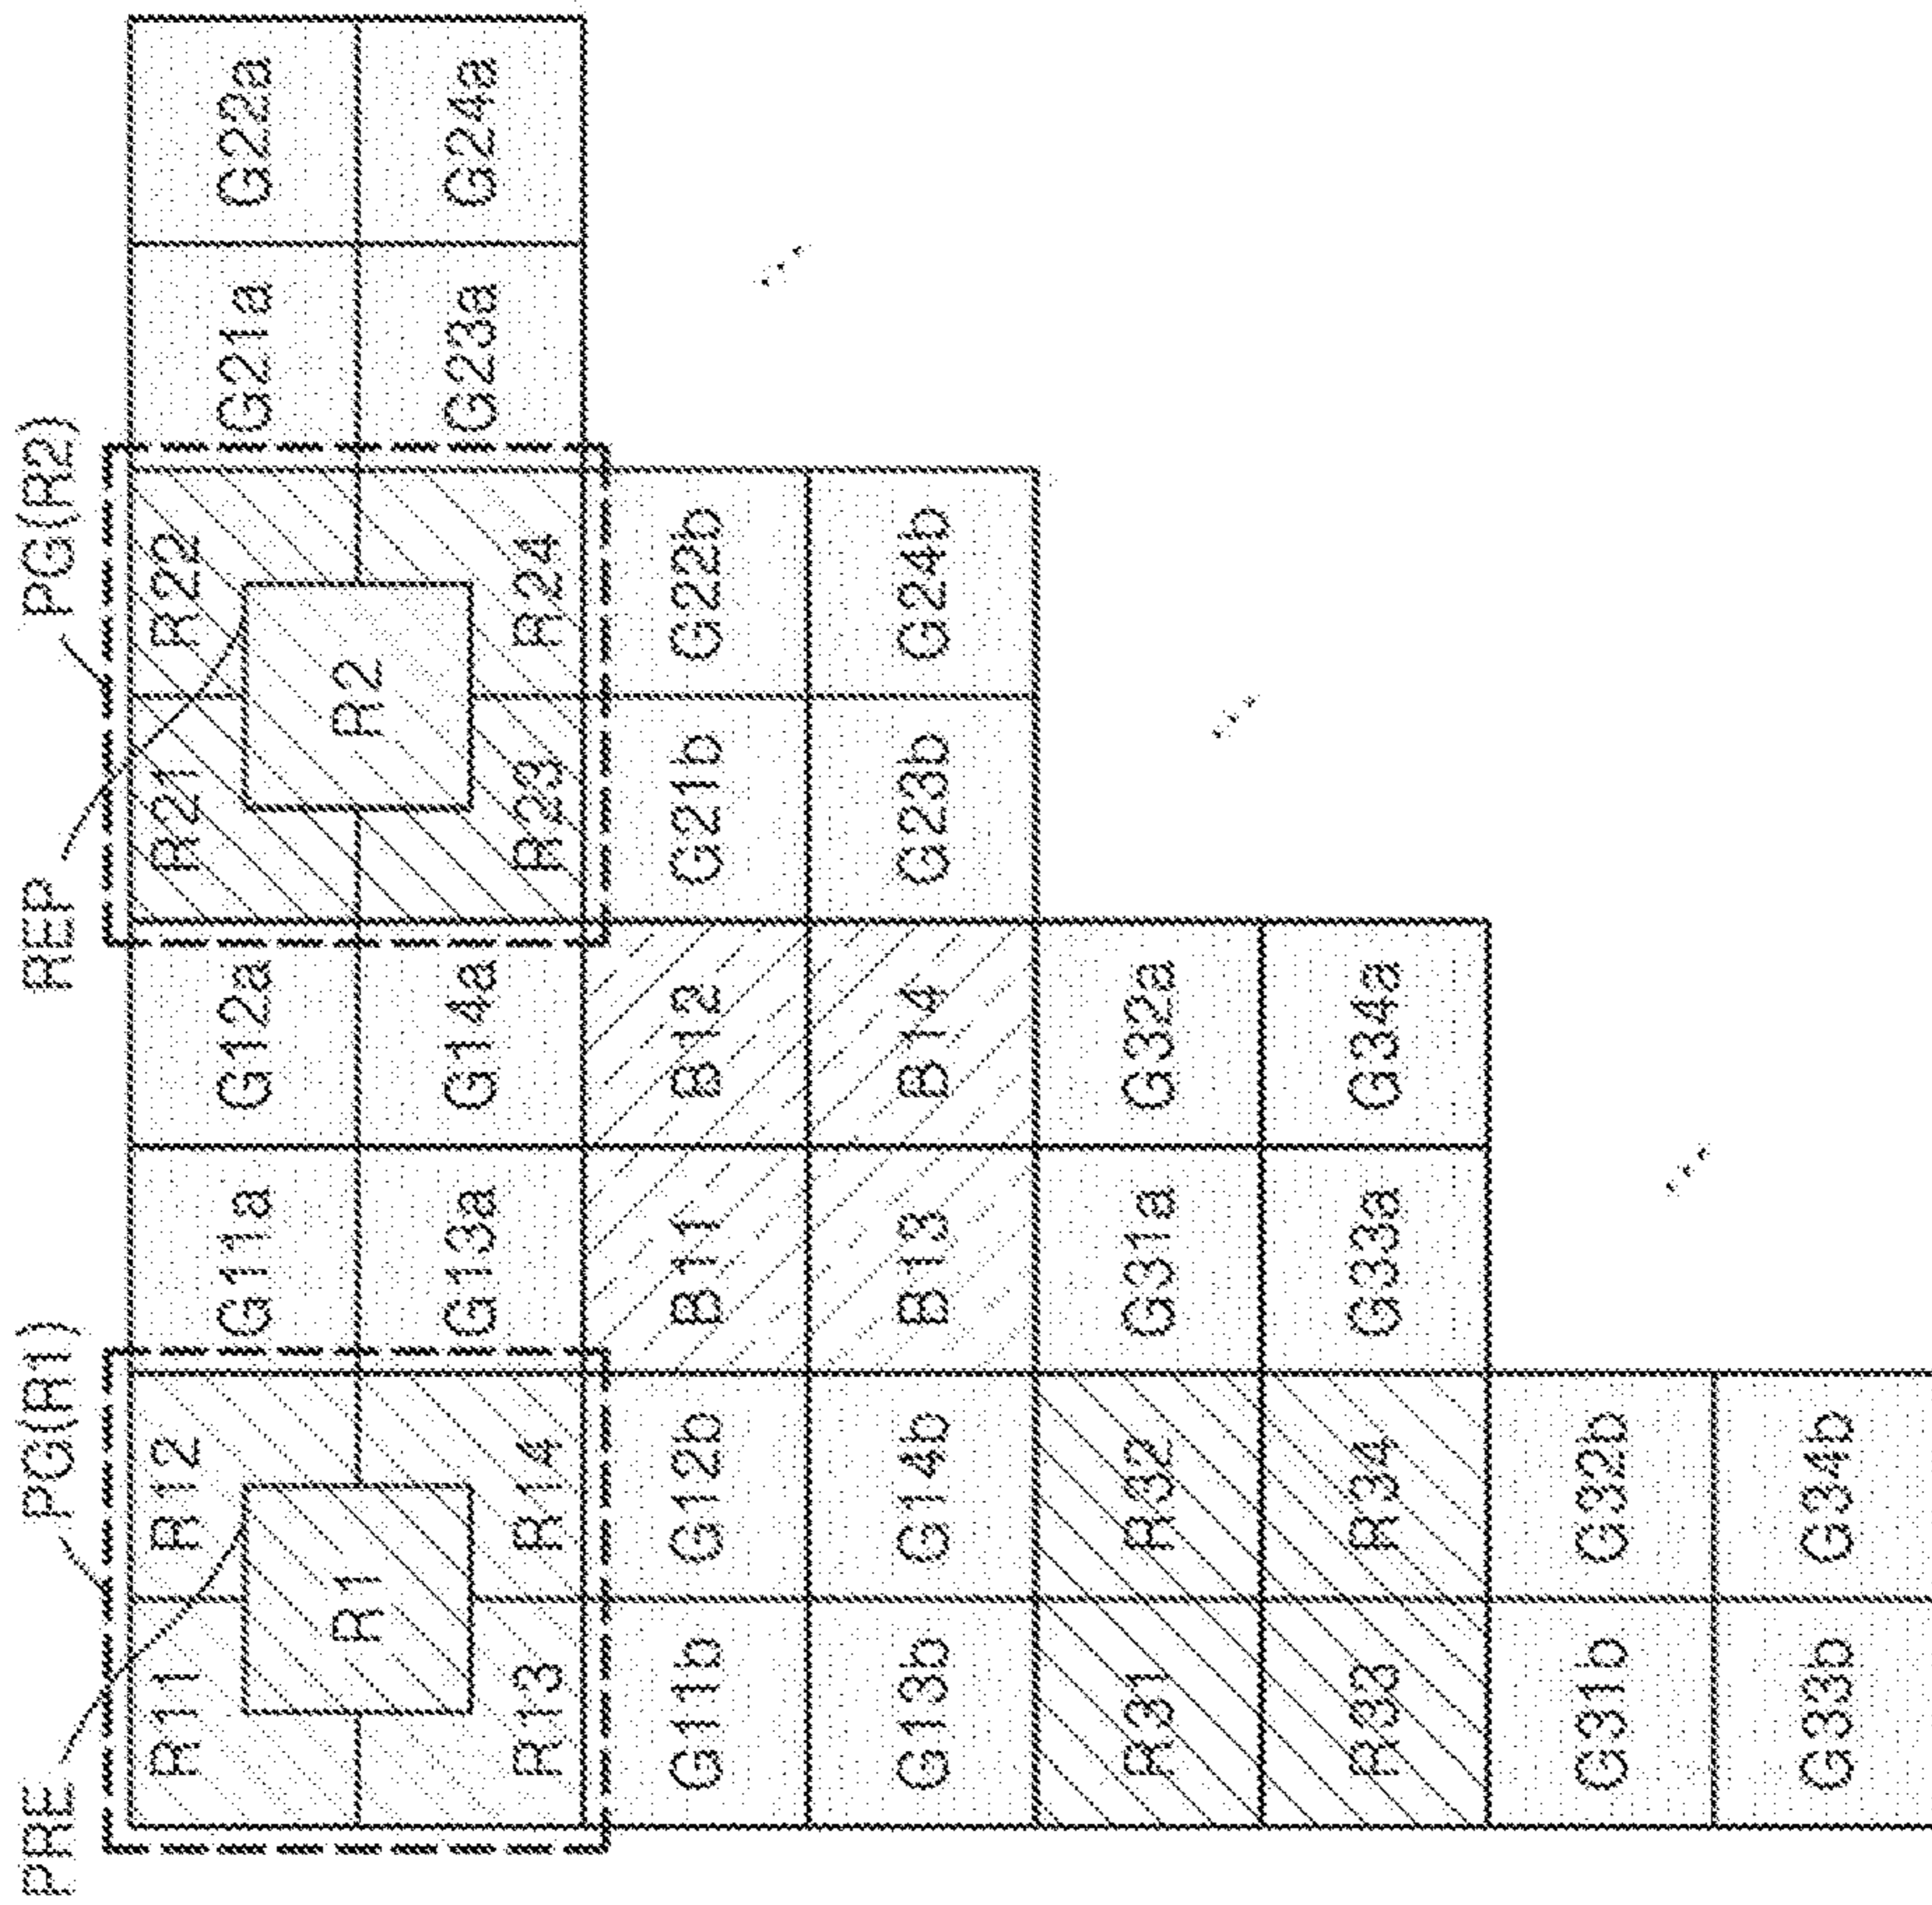 PRE PG(R1) REP PG(R2)
R11 R12 R21 R22
G11a G12a G21a G22a
R1 R2
G13a G14a G23a G24a
R13 R14 R23 R24
G11b G12b B11 B12 G21b G22b
G13b G14b B13 B14 G23b G24b
R31 R32 G31a G32a
R33 R34 G33a G34a
G31b G32b
G33b G34b